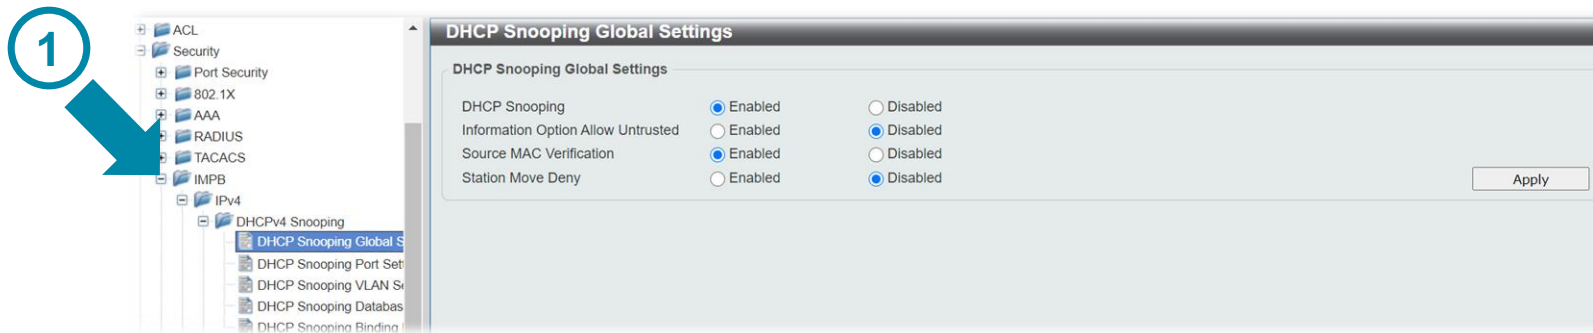 1
ACL
Security
Port Security
802.1X
AAA
RADIUS
TACACS
IMPB
IPv4
DHCPv4 Snooping
DHCP Snooping Global S
DHCP Snooping Port Sett
DHCP Snooping VLAN Se
DHCP Snooping Databas
DHCP Snooping Binding
DHCP Snooping Global Settings
DHCP Snooping Global Settings
DHCP Snooping Enabled Disabled
Information Option Allow Untrusted Enabled Disabled
Source MAC Verification Enabled Disabled
Station Move Deny Enabled Disabled
Apply